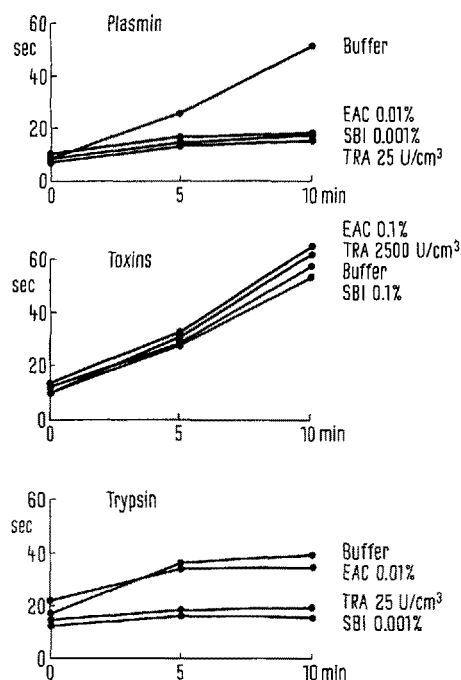 Plasmin
60
sec
40
20
0
0
5
10 min
Buffer
EAC 0.01%
SBI 0.001%
TRA 25 U/cm³
Toxins
60
sec
40
20
0
0
5
10 min
EAC 0.1%
TRA 2500 U/cm³
Buffer
SBI 0.1%
Trypsin
60
sec
40
20
0
0
5
10 min
Buffer
EAC 0.01%
TRA 25 U/cm³
SBI 0.001%